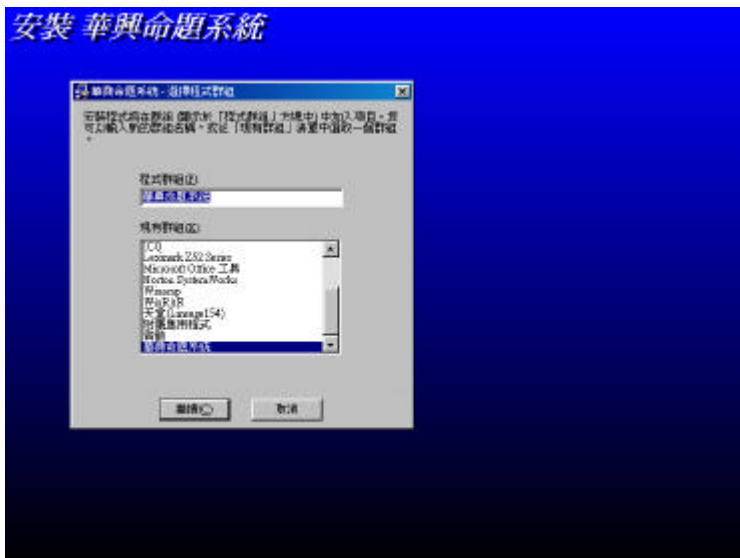 安裝 華興命題系統
華興命題系統 - 選擇程式群組
安裝程式將在群組 (顯示於「程式群組」方塊中) 中加入項目。您
可以輸入新的群組名稱,或從「現有群組」清單中選取一個群組
。
程式群組(P)
華興命題系統
現有群組(X)
ICQ
Lexmark Z52 Series
Microsoft Office 工具
Norton SystemWorks
Winamp
WinRAR
天堂(Lineage154)
附屬應用程式
啟動
華興命題系統
繼續(C)
取消